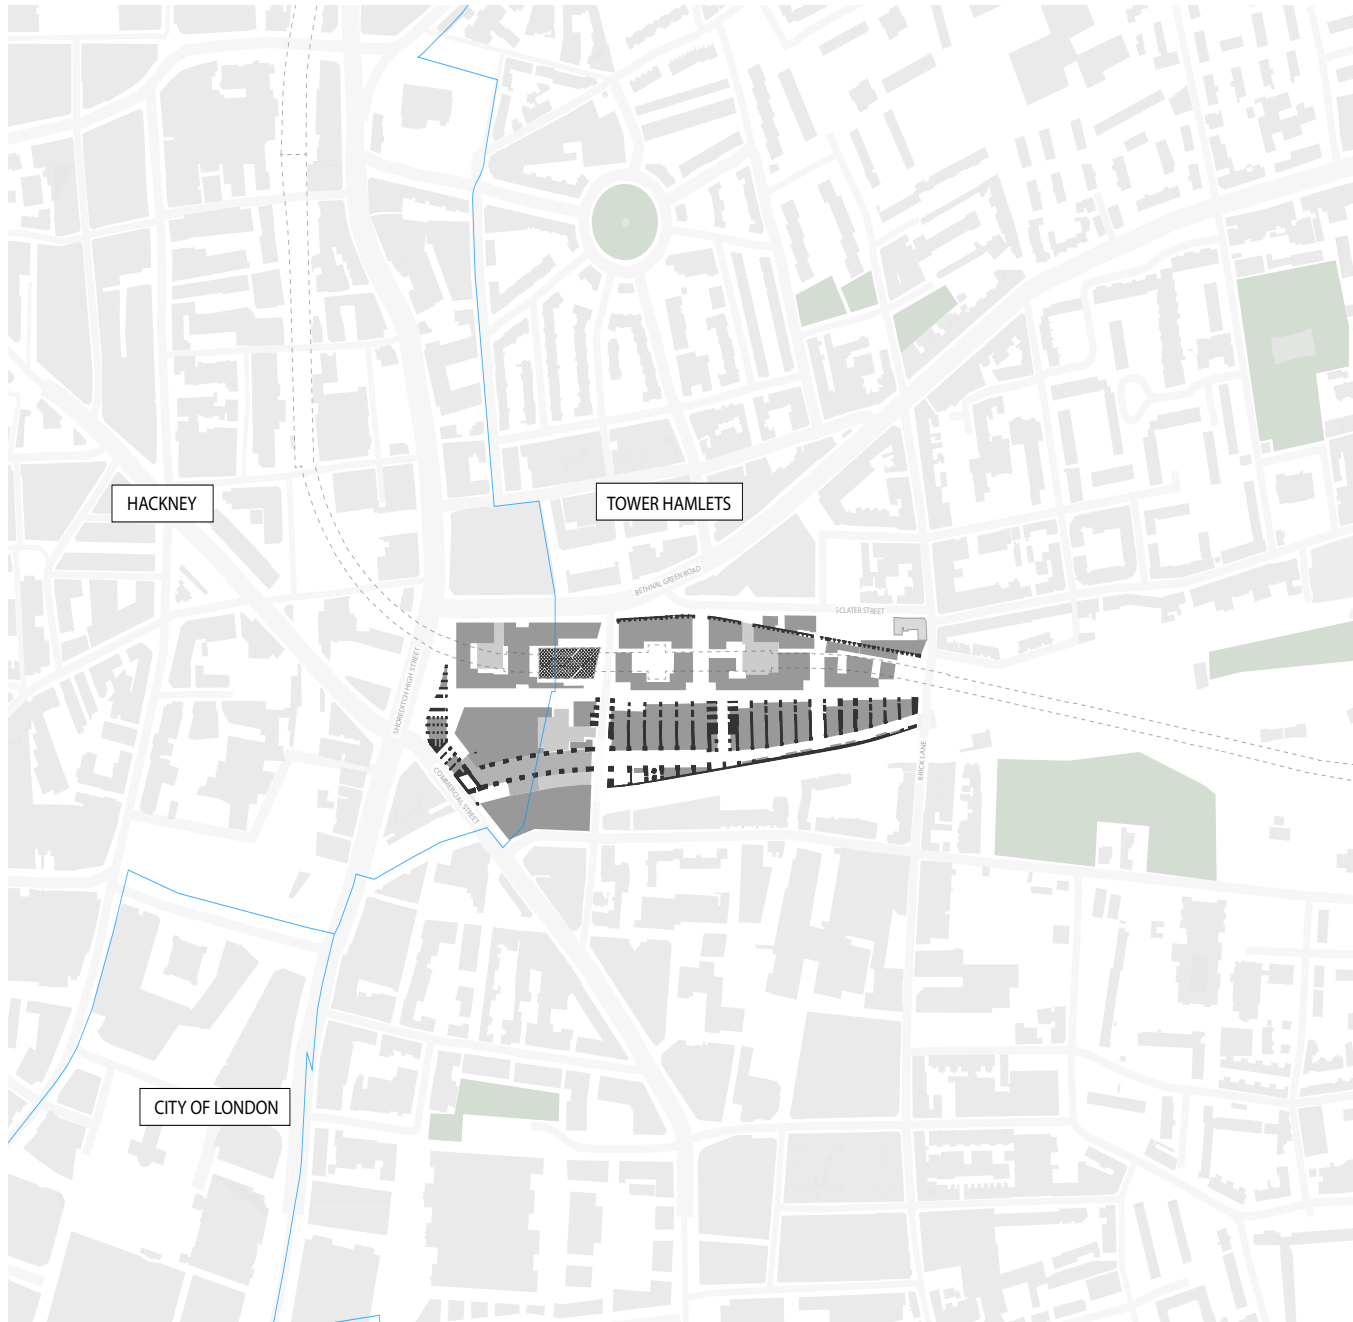 HACKNEY
TOWER HAMLETS
BETHNAL GREEN ROAD
SCLATER STREET
SHOREDITCH HIGH STREET
BRICK LANE
COMMERCIAL STREET
CITY OF LONDON